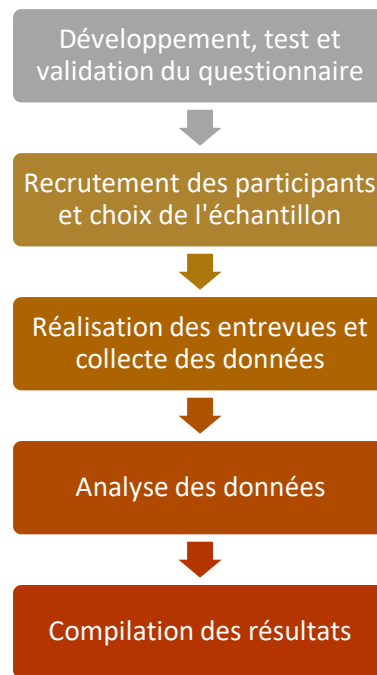 Développement, test et
validation du questionnaire
Recrutement des participants
et choix de l'échantillon
Réalisation des entrevues et
collecte des données
Analyse des données
Compilation des résultats